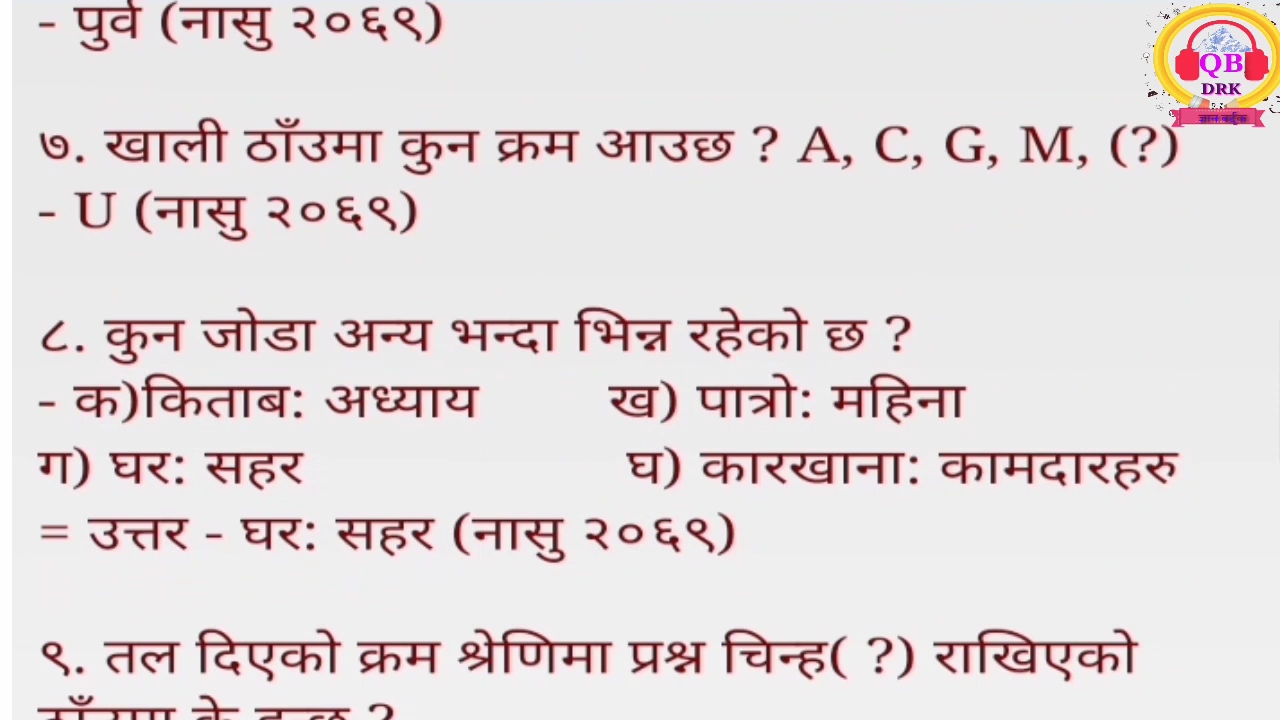 - पुर्व (नासु २०६९)
QB
DRK
७. खाली ठाँउमा कुन क्रम आउछ ? A, C, G, M, (?)
- U (नासु २०६९)
८. कुन जोडा अन्य भन्दा भिन्न रहेको छ ?
- क)किताब: अध्याय ख) पात्रो: महिना
ग) घर: सहर घ) कारखाना: कामदारहरु
= उत्तर - घर: सहर (नासु २०६९)
९. तल दिएको क्रम श्रेणिमा प्रश्न चिन्ह( ?) राखिएको